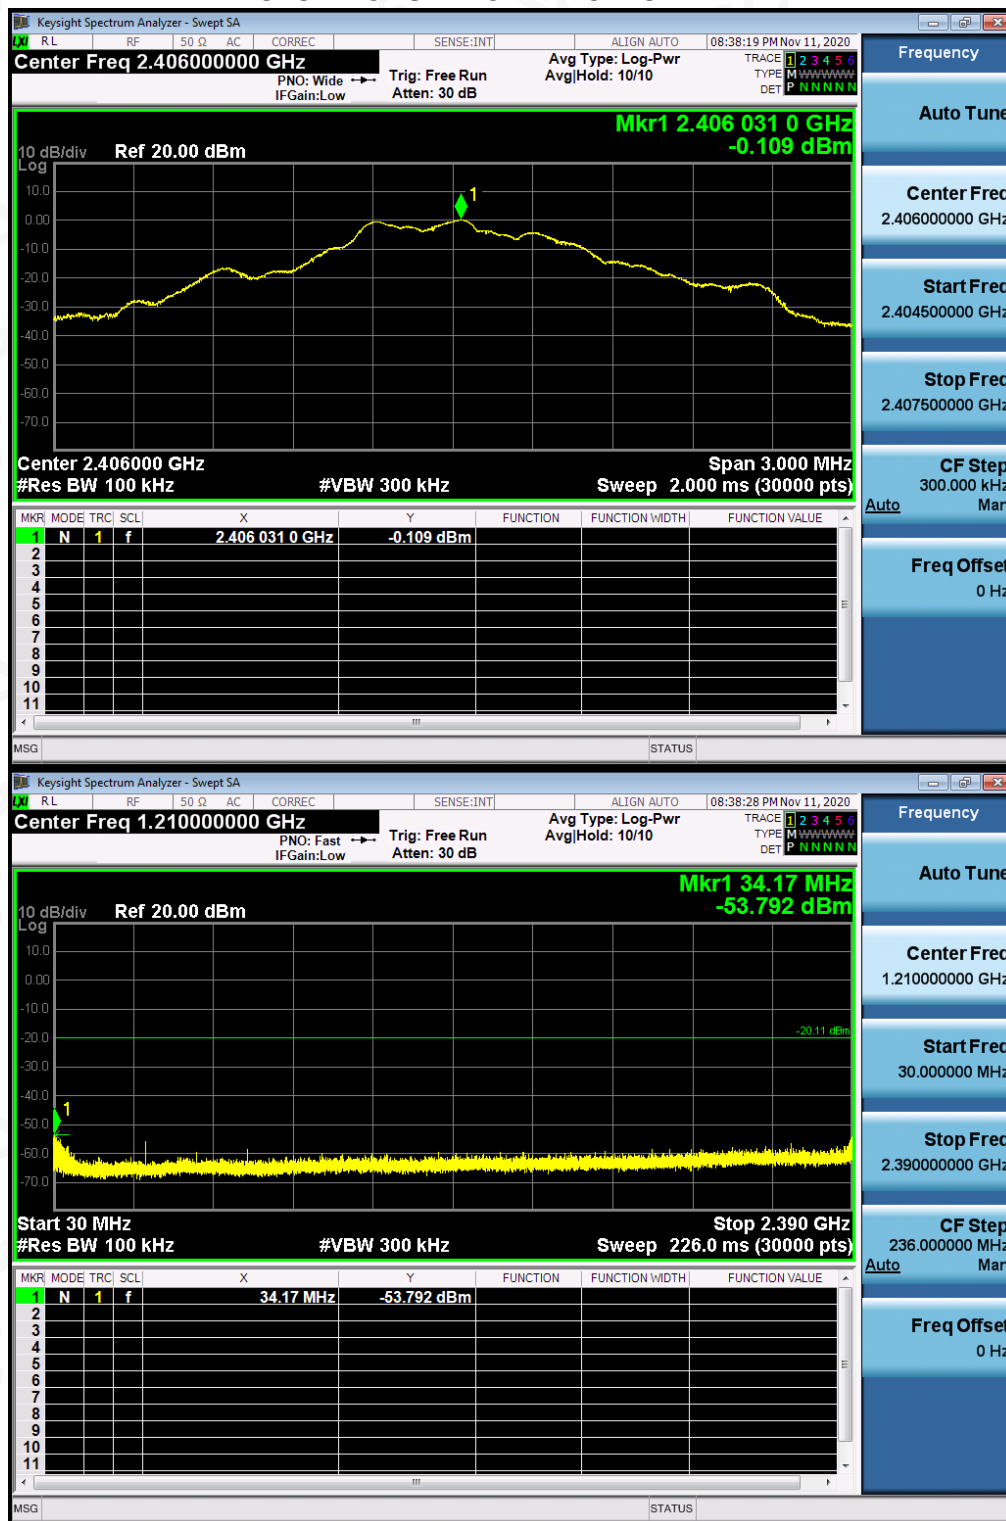 Keysight Spectrum Analyzer - Swept SA
LXI RL RF 50 Ω AC CORREC SENSE:INT ALIGN AUTO 08:38:19 PM Nov 11, 2020
Center Freq 2.406000000 GHz
PNO: Wide
IFGain:Low
Trig: Free Run
Atten: 30 dB
Avg Type: Log-Pwr
Avg|Hold: 10/10
TRACE 1 2 3 4 5 6
TYPE M WWWWW
DET P N N N N N
Mkr1 2.406 031 0 GHz
-0.109 dBm
10 dB/div Ref 20.00 dBm
Log
10.0
0.00
-10.0
-20.0
-30.0
-40.0
-50.0
-60.0
-70.0
1
Center 2.406000 GHz Span 3.000 MHz
#Res BW 100 kHz #VBW 300 kHz Sweep 2.000 ms (30000 pts)
MKR MODE TRC SCL X Y FUNCTION FUNCTION WIDTH FUNCTION VALUE
1 N 1 f 2.406 031 0 GHz -0.109 dBm
2
3
4
5
6
7
8
9
10
11
MSG STATUS
Frequency
Auto Tune
Center Freq
2.406000000 GHz
Start Freq
2.404500000 GHz
Stop Freq
2.407500000 GHz
CF Step
300.000 kHz
Auto Man
Freq Offset
0 Hz
Keysight Spectrum Analyzer - Swept SA
LXI RL RF 50 Ω AC CORREC SENSE:INT ALIGN AUTO 08:38:28 PM Nov 11, 2020
Center Freq 1.210000000 GHz
PNO: Fast
IFGain:Low
Trig: Free Run
Atten: 30 dB
Avg Type: Log-Pwr
Avg|Hold: 10/10
TRACE 1 2 3 4 5 6
TYPE M WWWWW
DET P N N N N N
Mkr1 34.17 MHz
-53.792 dBm
10 dB/div Ref 20.00 dBm
Log
10.0
0.00
-10.0
-20.0
-30.0
-40.0
-50.0
-60.0
-70.0
-20.11 dBm
1
Start 30 MHz Stop 2.390 GHz
#Res BW 100 kHz #VBW 300 kHz Sweep 226.0 ms (30000 pts)
MKR MODE TRC SCL X Y FUNCTION FUNCTION WIDTH FUNCTION VALUE
1 N 1 f 34.17 MHz -53.792 dBm
2
3
4
5
6
7
8
9
10
11
MSG STATUS
Frequency
Auto Tune
Center Freq
1.210000000 GHz
Start Freq
30.000000 MHz
Stop Freq
2.390000000 GHz
CF Step
236.000000 MHz
Auto Man
Freq Offset
0 Hz